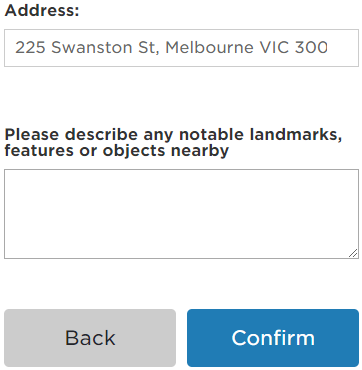 Address:
225 Swanston St, Melbourne VIC 300
Please describe any notable landmarks,
features or objects nearby
Back
Confirm